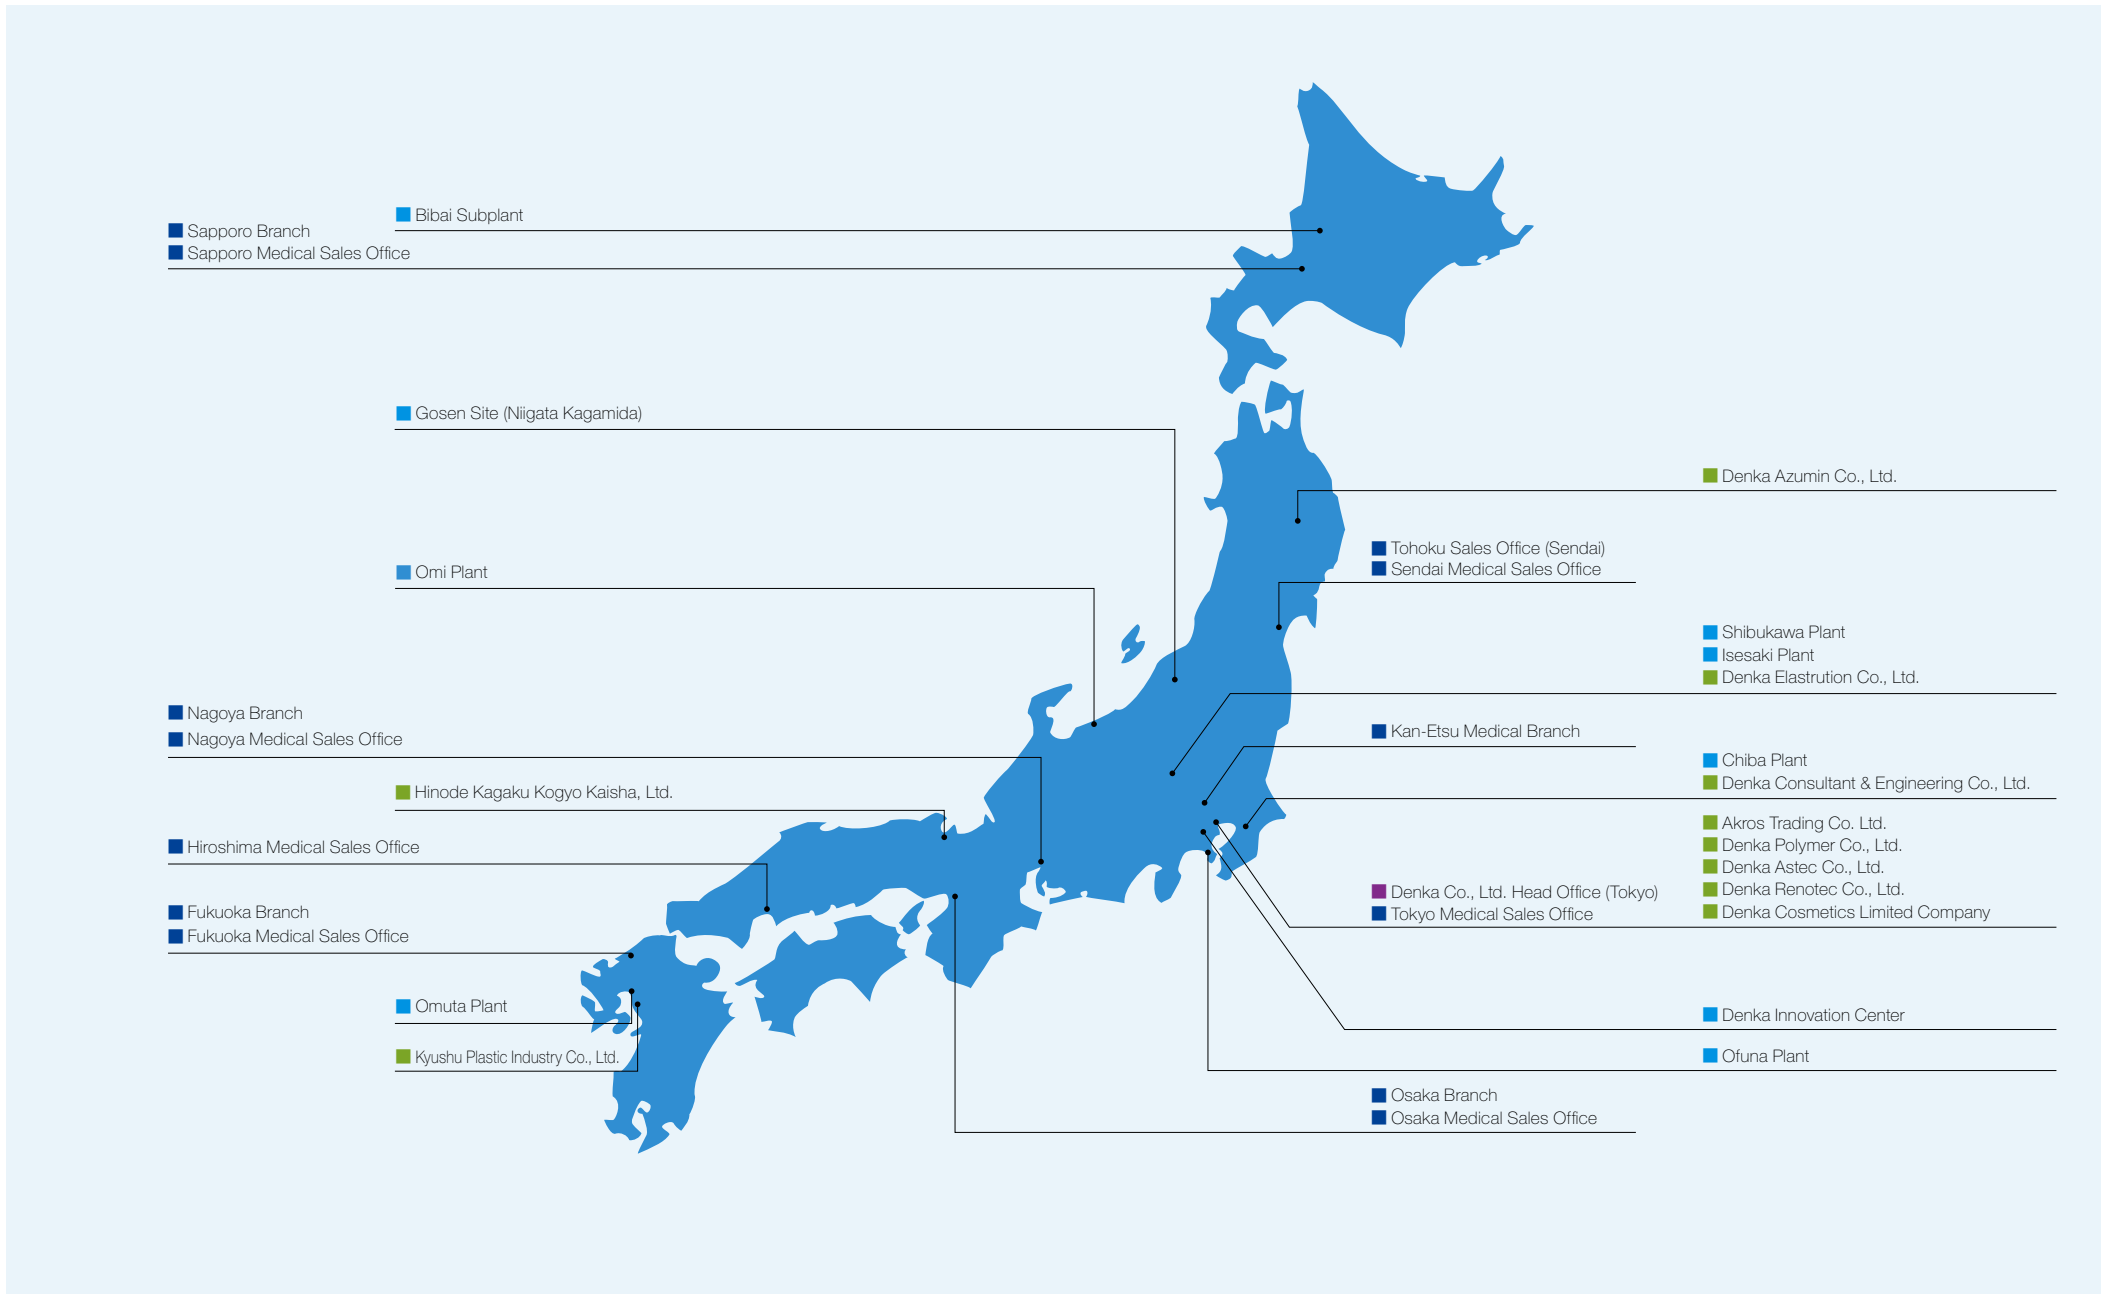 Bibai Subplant
Sapporo Branch
Sapporo Medical Sales Office
Gosen Site (Niigata Kagamida)
Omi Plant
Nagoya Branch
Nagoya Medical Sales Office
Hinode Kagaku Kogyo Kaisha, Ltd.
Hiroshima Medical Sales Office
Fukuoka Branch
Fukuoka Medical Sales Office
Omuta Plant
Kyushu Plastic Industry Co., Ltd.
Denka Azumin Co., Ltd.
Tohoku Sales Office (Sendai)
Sendai Medical Sales Office
Shibukawa Plant
Isesaki Plant
Denka Elastrution Co., Ltd.
Kan-Etsu Medical Branch
Chiba Plant
Denka Consultant & Engineering Co., Ltd.
Akros Trading Co. Ltd.
Denka Polymer Co., Ltd.
Denka Astec Co., Ltd.
Denka Renotec Co., Ltd.
Denka Cosmetics Limited Company
Denka Co., Ltd. Head Office (Tokyo)
Tokyo Medical Sales Office
Denka Innovation Center
Ofuna Plant
Osaka Branch
Osaka Medical Sales Office